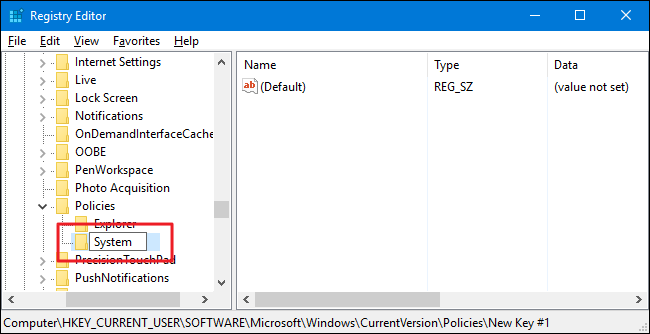 Registry Editor
File Edit View Favorites Help
Internet Settings
Live
Lock Screen
Notifications
OnDemandInterfaceCache
OOBE
PenWorkspace
Photo Acquisition
Policies
Explorer
System
PrecisionTouchPad
PushNotifications
Name Type Data
ab (Default) REG_SZ (value not set)
Computer\HKEY_CURRENT_USER\SOFTWARE\Microsoft\Windows\CurrentVersion\Policies\New Key #1